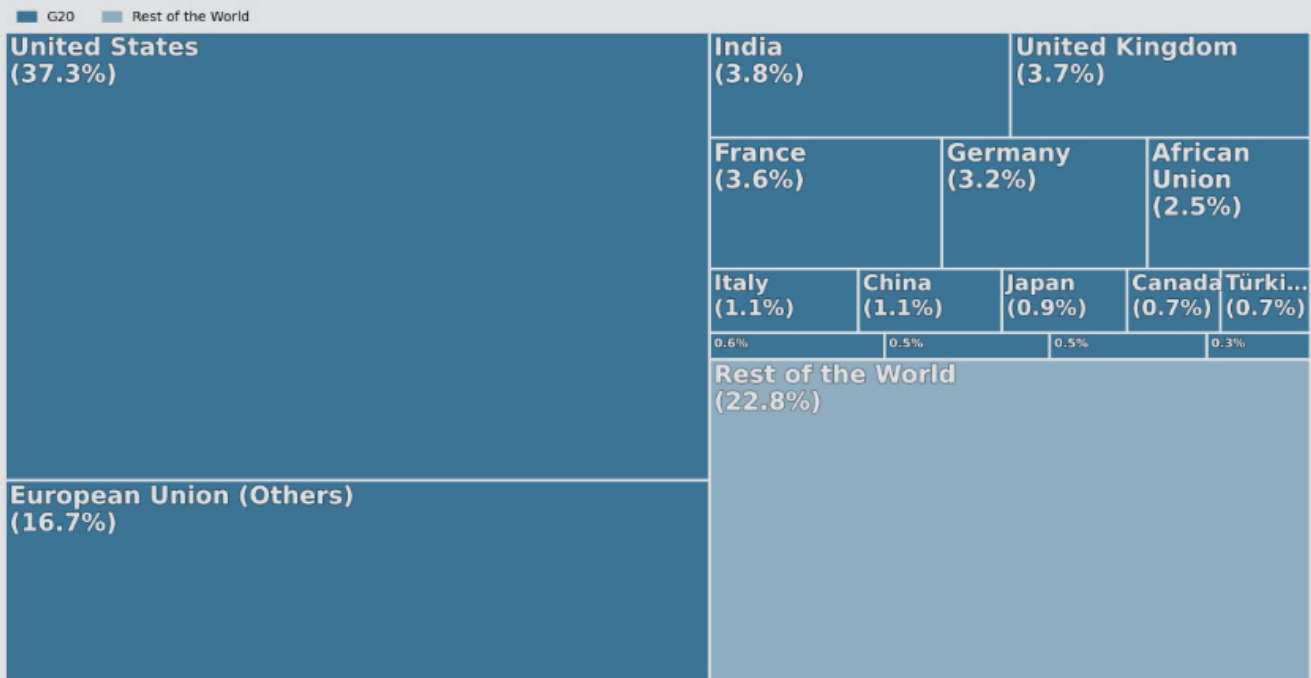 G20 Rest of the World
United States
(37.3%)
India
(3.8%)
United Kingdom
(3.7%)
France
(3.6%)
Germany
(3.2%)
African
Union
(2.5%)
Italy
(1.1%)
China
(1.1%)
Japan
(0.9%)
Canada
(0.7%)
Türki...
(0.7%)
0.6%
0.5%
0.5%
0.3%
Rest of the World
(22.8%)
European Union (Others)
(16.7%)